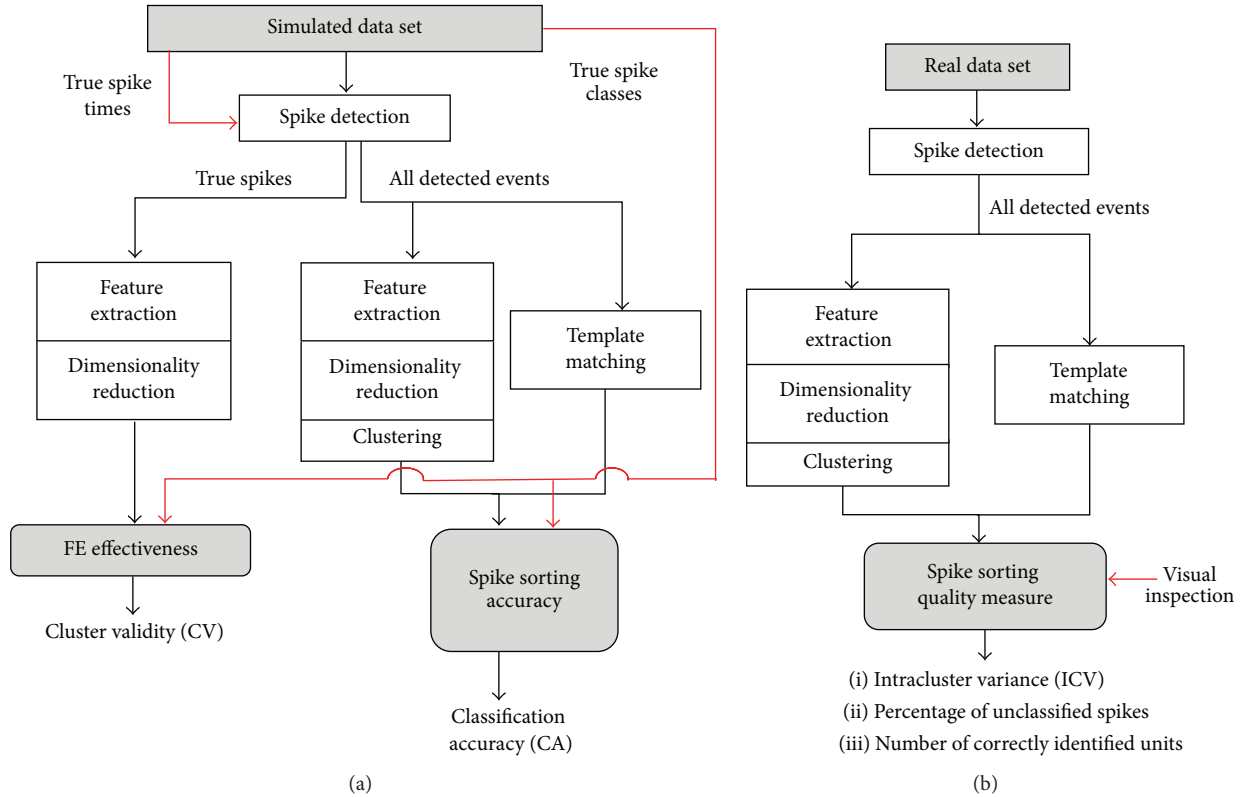 Simulated data set
True spike
times
True spike
classes
Spike detection
True spikes
All detected events
Feature
extraction
Dimensionality
reduction
Feature
extraction
Dimensionality
reduction
Clustering
Template
matching
FE effectiveness
Cluster validity (CV)
Spike sorting
accuracy
Classification
accuracy (CA)
(a)
Real data set
Spike detection
All detected events
Feature
extraction
Dimensionality
reduction
Clustering
Template
matching
Spike sorting
quality measure
Visual
inspection
(i) Intracluster variance (ICV)
(ii) Percentage of unclassified spikes
(iii) Number of correctly identified units
(b)